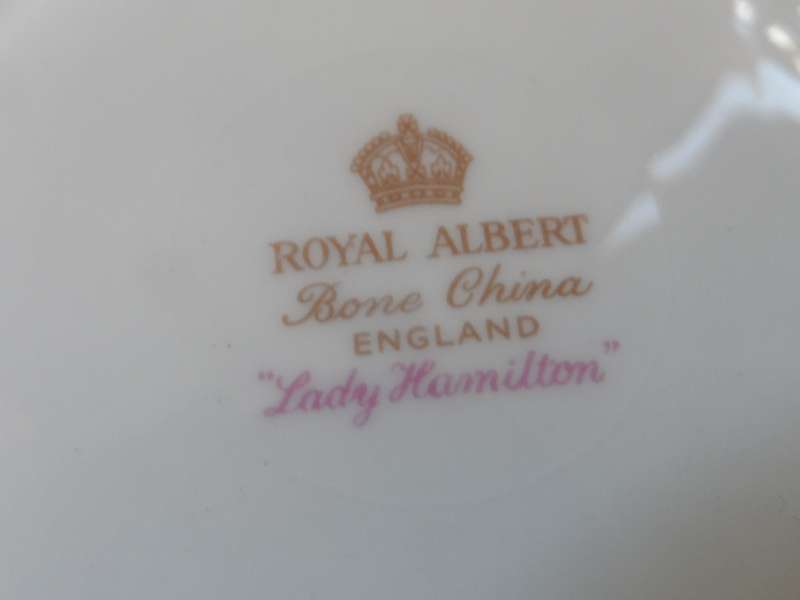 ROYAL ALBERT
Bone China
ENGLAND
"Lady Hamilton"